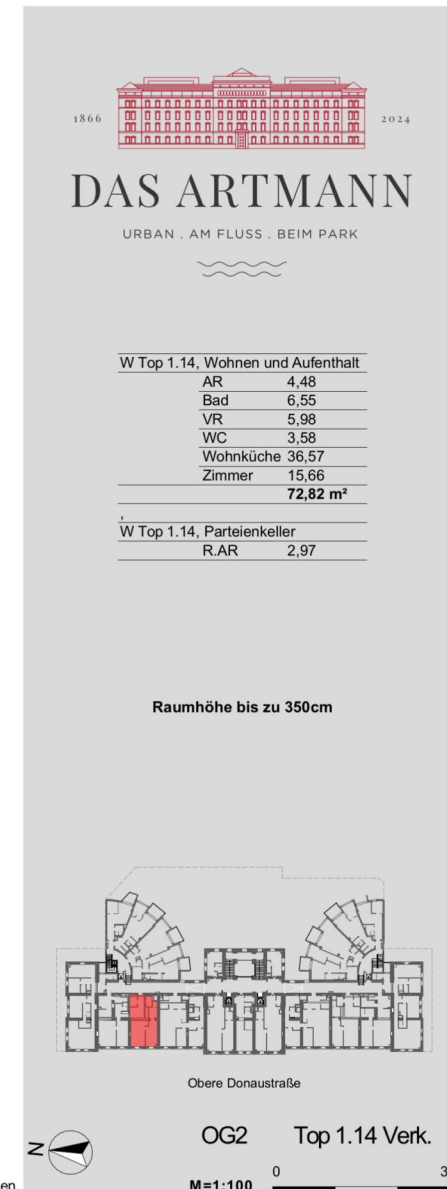 1866 2024
DAS ARTMANN
URBAN . AM FLUSS . BEIM PARK
W Top 1.14, Wohnen und Aufenthalt
AR 4,48
Bad 6,55
VR 5,98
WC 3,58
Wohnküche 36,57
Zimmer 15,66
72,82 m²
,
W Top 1.14, Parteienkeller
R.AR 2,97
Raumhöhe bis zu 350cm
Obere Donaustraße
N
OG2 Top 1.14 Verk.
0 3
en M=1:100